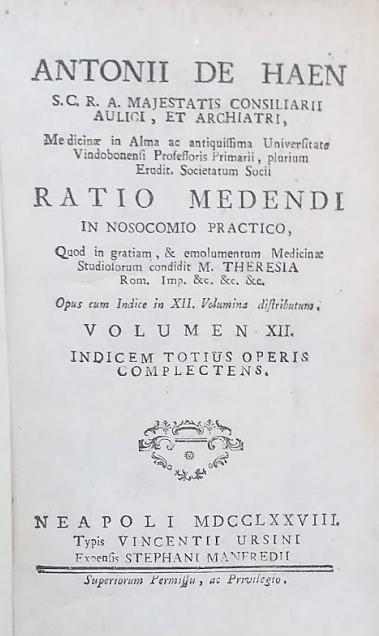 ANTONII DE HAEN
S. C. R. A. MAJESTATIS CONSILIARII
AULICI, ET ARCHIATRI,
Medicinæ in Alma ac antiquiſſima Univerſitate
Vindobonenſi Profeſſoris Primarii, plurium
Erudit. Societatum Socii
RATIO MEDENDI
IN NOSOCOMIO PRACTICO,
Quod in gratiam, & emolumentum Medicinæ
Studioſorum condidit M. THERESIA
Rom. Imp. &c. &c. &c.
Opus cum Indice in XII. Volumina diſtributum.
VOLUMEN XII.
INDICEM TOTIUS OPERIS
COMPLECTENS.
NEAPOLI MDCCLXXVIII.
Typis VINCENTII URSINI
Expenſis STEPHANI MANFREDII
Superiorum Permiſſu, ac Privilegio.